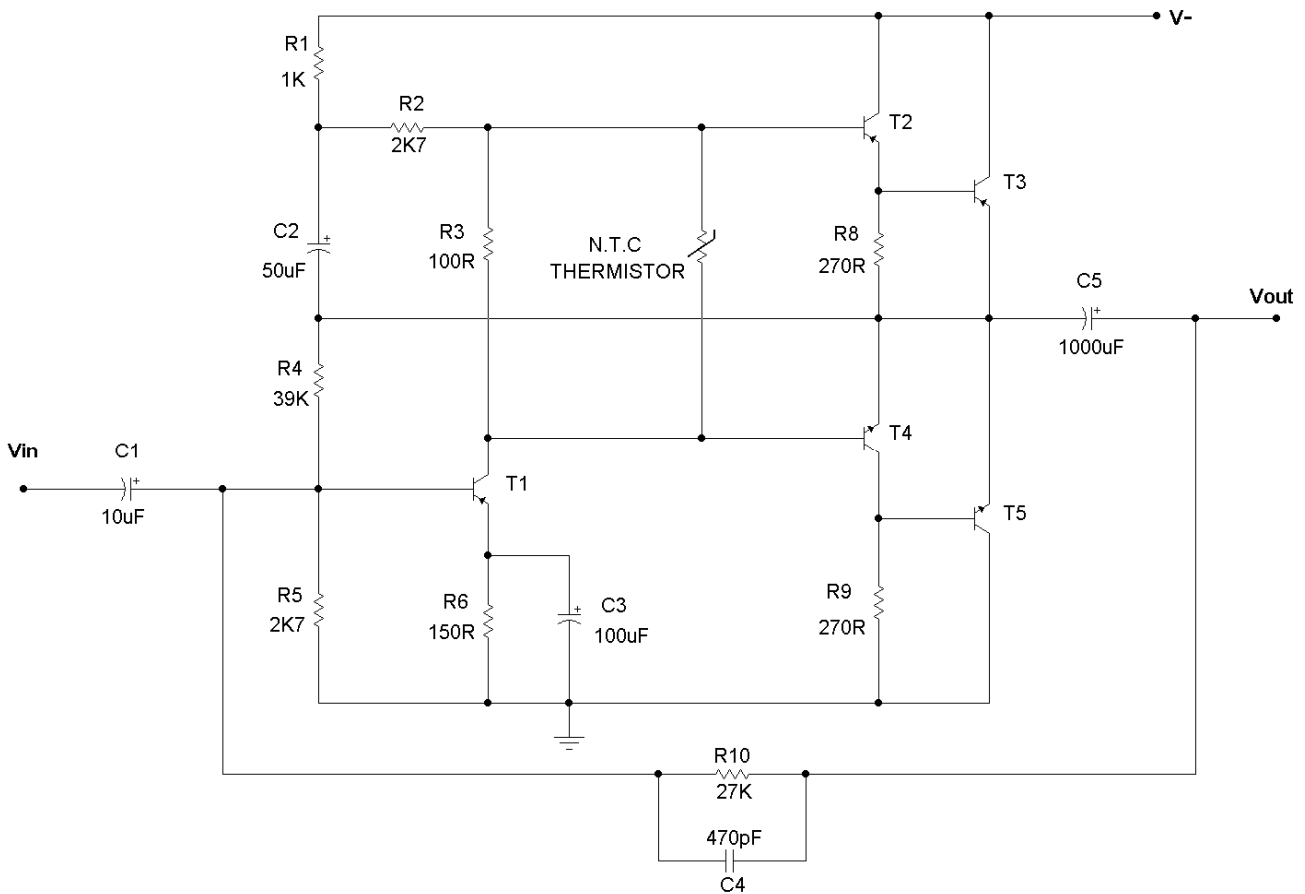 V-
R1
1K
R2
2K7
T2
T3
C2
+
50uF
R3
100R
N.T.C
THERMISTOR
R8
270R
C5
+
1000uF
Vout
R4
39K
T4
Vin
C1
+
10uF
T1
T5
R5
2K7
R6
150R
C3
+
100uF
R9
270R
R10
27K
470pF
C4